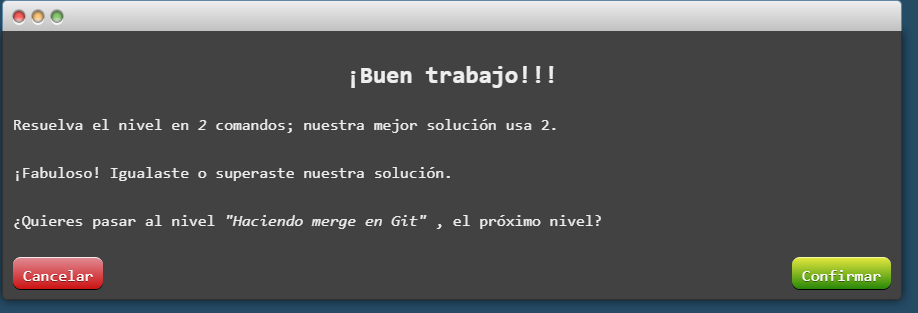 ¡Buen trabajo!!!
Resuelva el nivel en 2 comandos; nuestra mejor solución usa 2.
¡Fabuloso! Igualaste o superaste nuestra solución.
¿Quieres pasar al nivel "Haciendo merge en Git" , el próximo nivel?
Cancelar
Confirmar